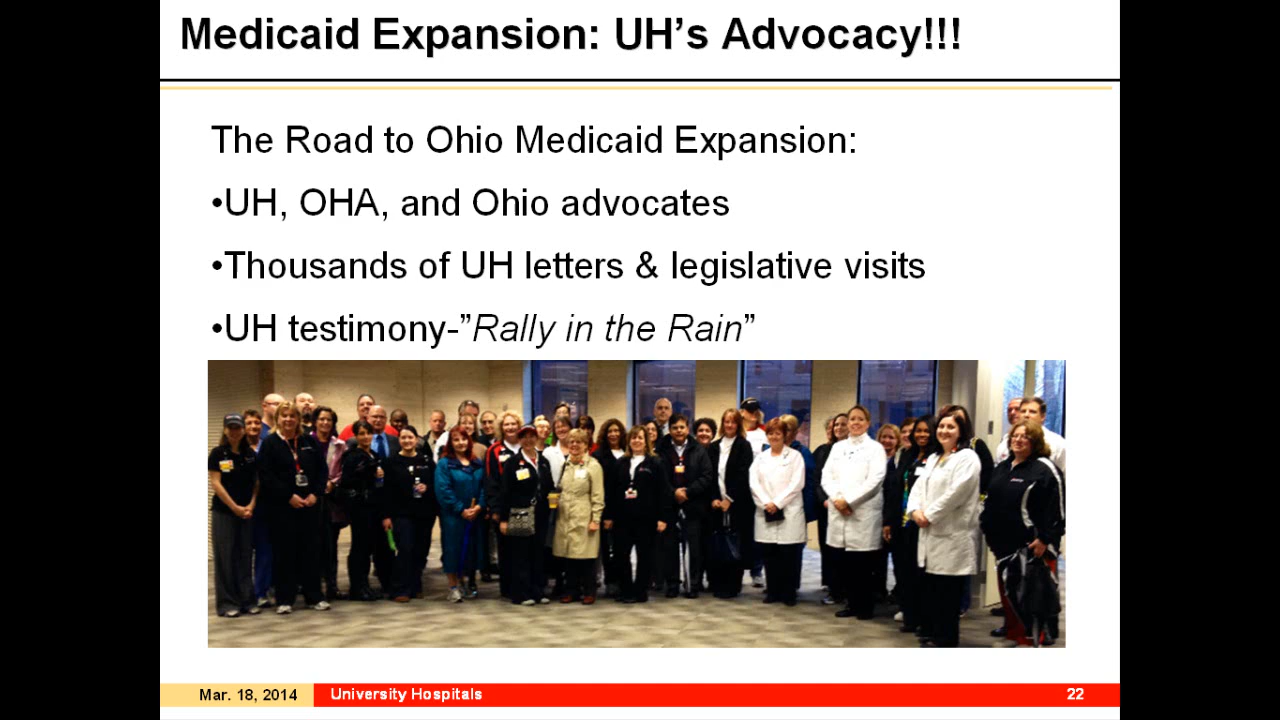 Medicaid Expansion: UH's Advocacy!!!
The Road to Ohio Medicaid Expansion:
•UH, OHA, and Ohio advocates
•Thousands of UH letters & legislative visits
•UH testimony-”Rally in the Rain”
Mar. 18, 2014
University Hospitals
22